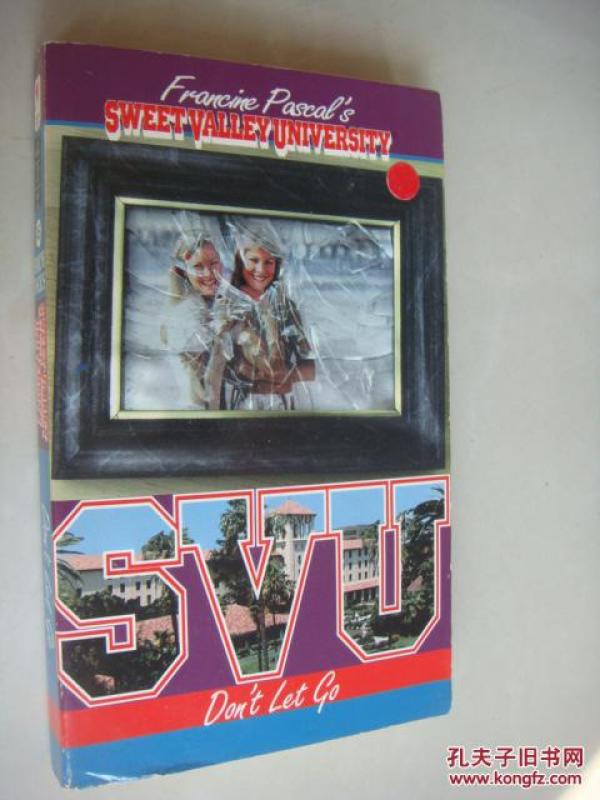 Francine Pascal's
SWEET VALLEY UNIVERSITY
SVU
Don't Let Go
孔夫子旧书网
www.kongfz.com